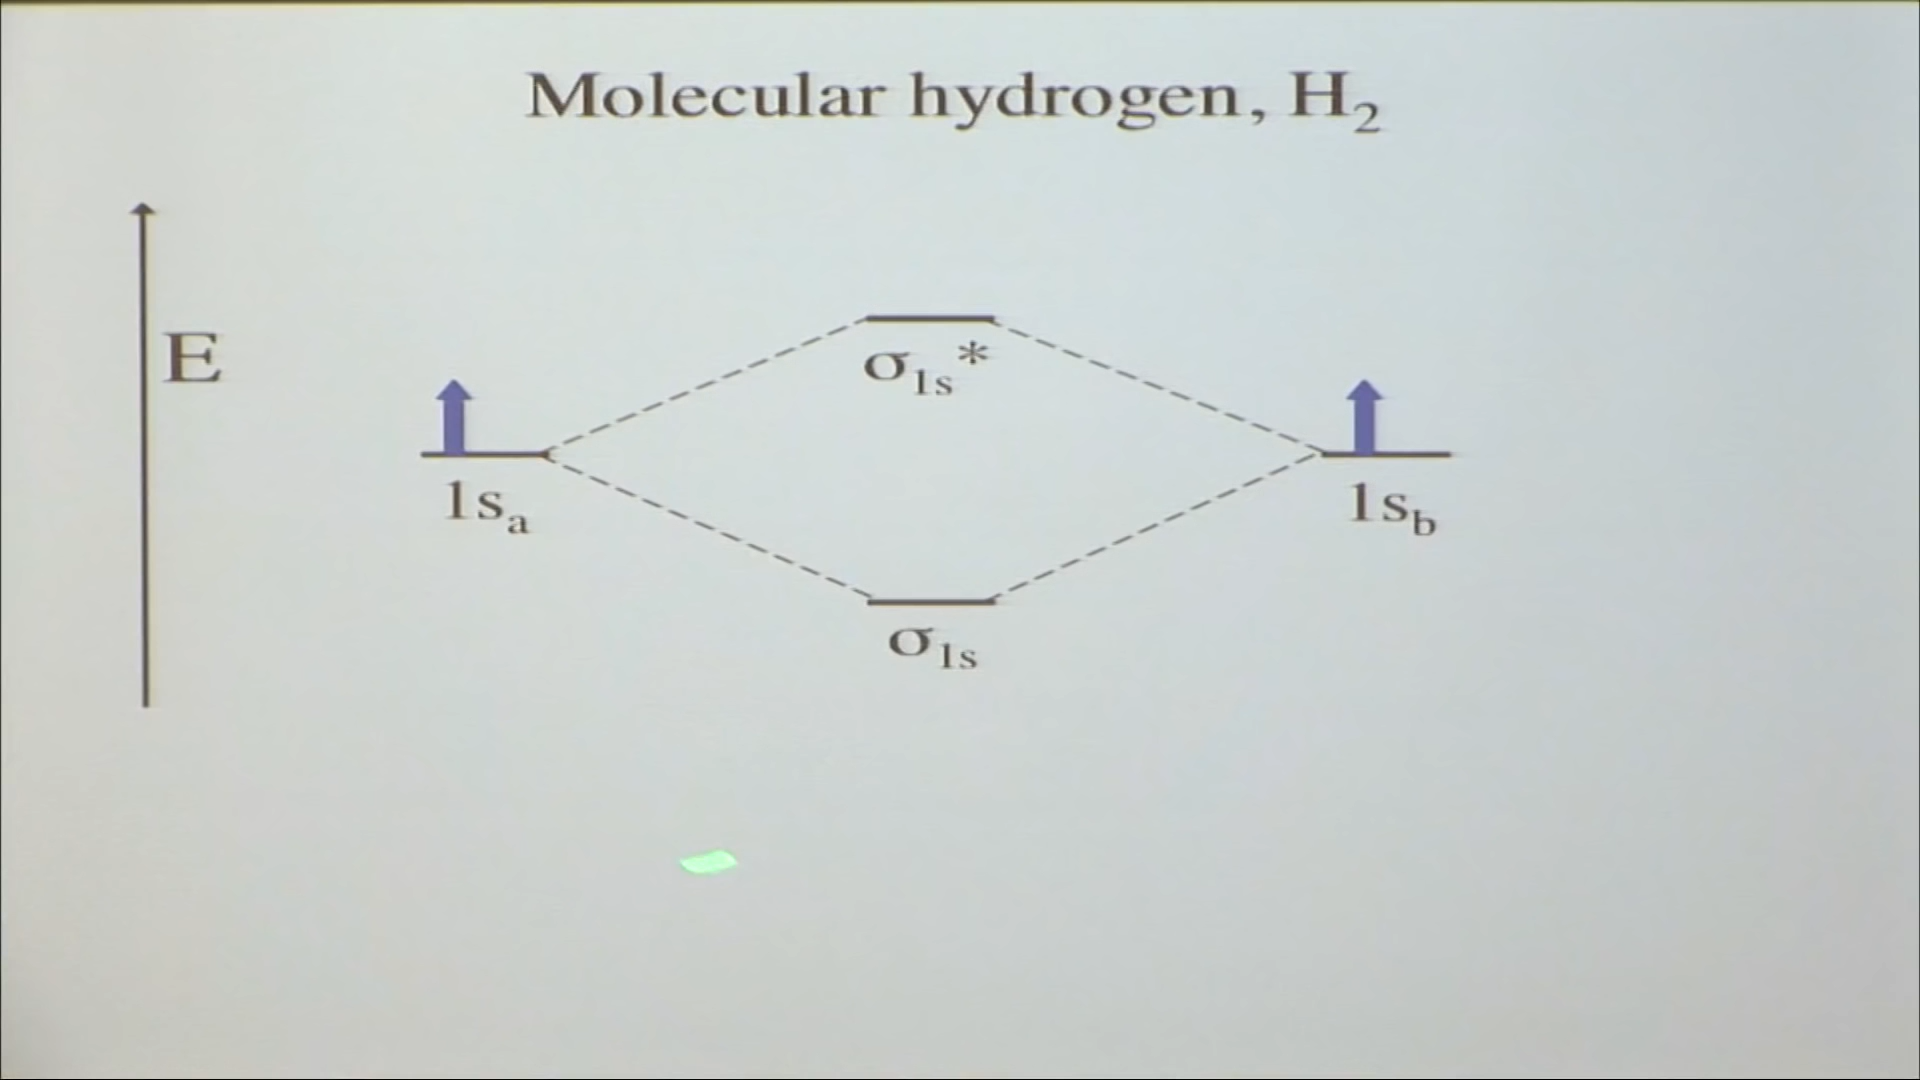 Molecular hydrogen, H₂
E
σ₁ₛ*
1sₐ
1s_b
σ₁ₛ